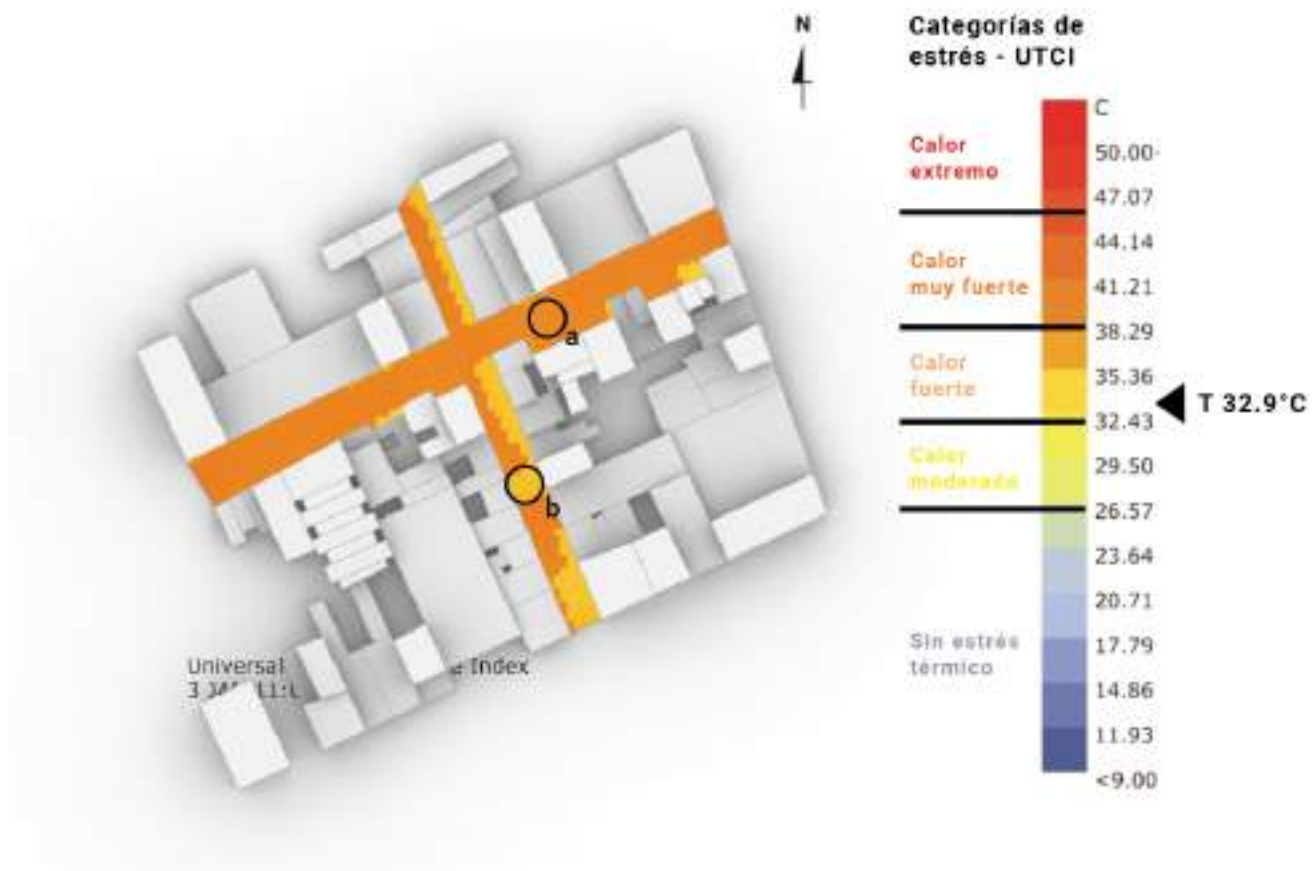 N
Categorías de
estrés - UTCI
C
Calor
extremo
50.00
47.07
44.14
Calor
muy fuerte
41.21
38.29
Calor
fuerte
35.36
32.43
T 32.9°C
Calor
moderado
29.50
26.57
23.64
20.71
Sin estrés
térmico
17.79
14.86
11.93
<9.00
a
b
Universal Index
3